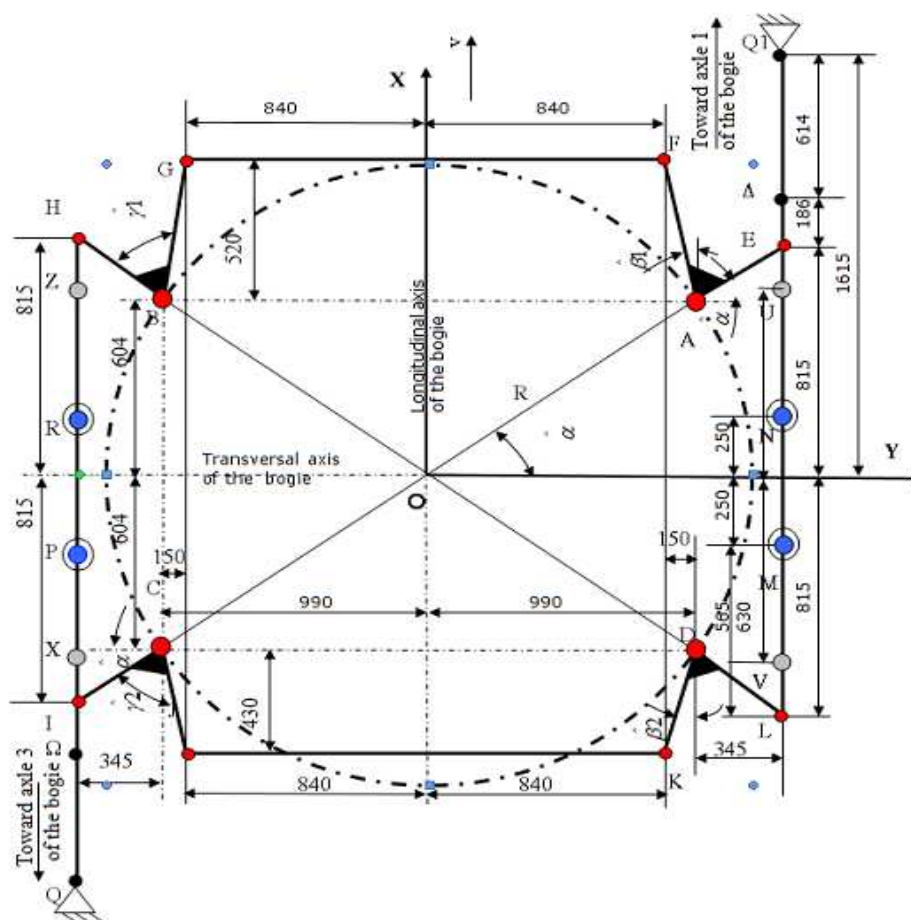 v
X
Q1
Toward axle 1
of the bogie
840
840
614
F
G
Δ
186
H
γ1
E
520
β1
1615
815
Z
B
U
A
α
604
Longitudinal axis
of the bogie
R
815
R
α
250
N
Transversal axis
of the bogie
Y
O
815
604
250
P
150
150
M
C
990
990
815
630
X
D
α
V
γ2
I
J
430
β2
L
345
345
Toward axle 3
of the bogie
840
840
K
Q